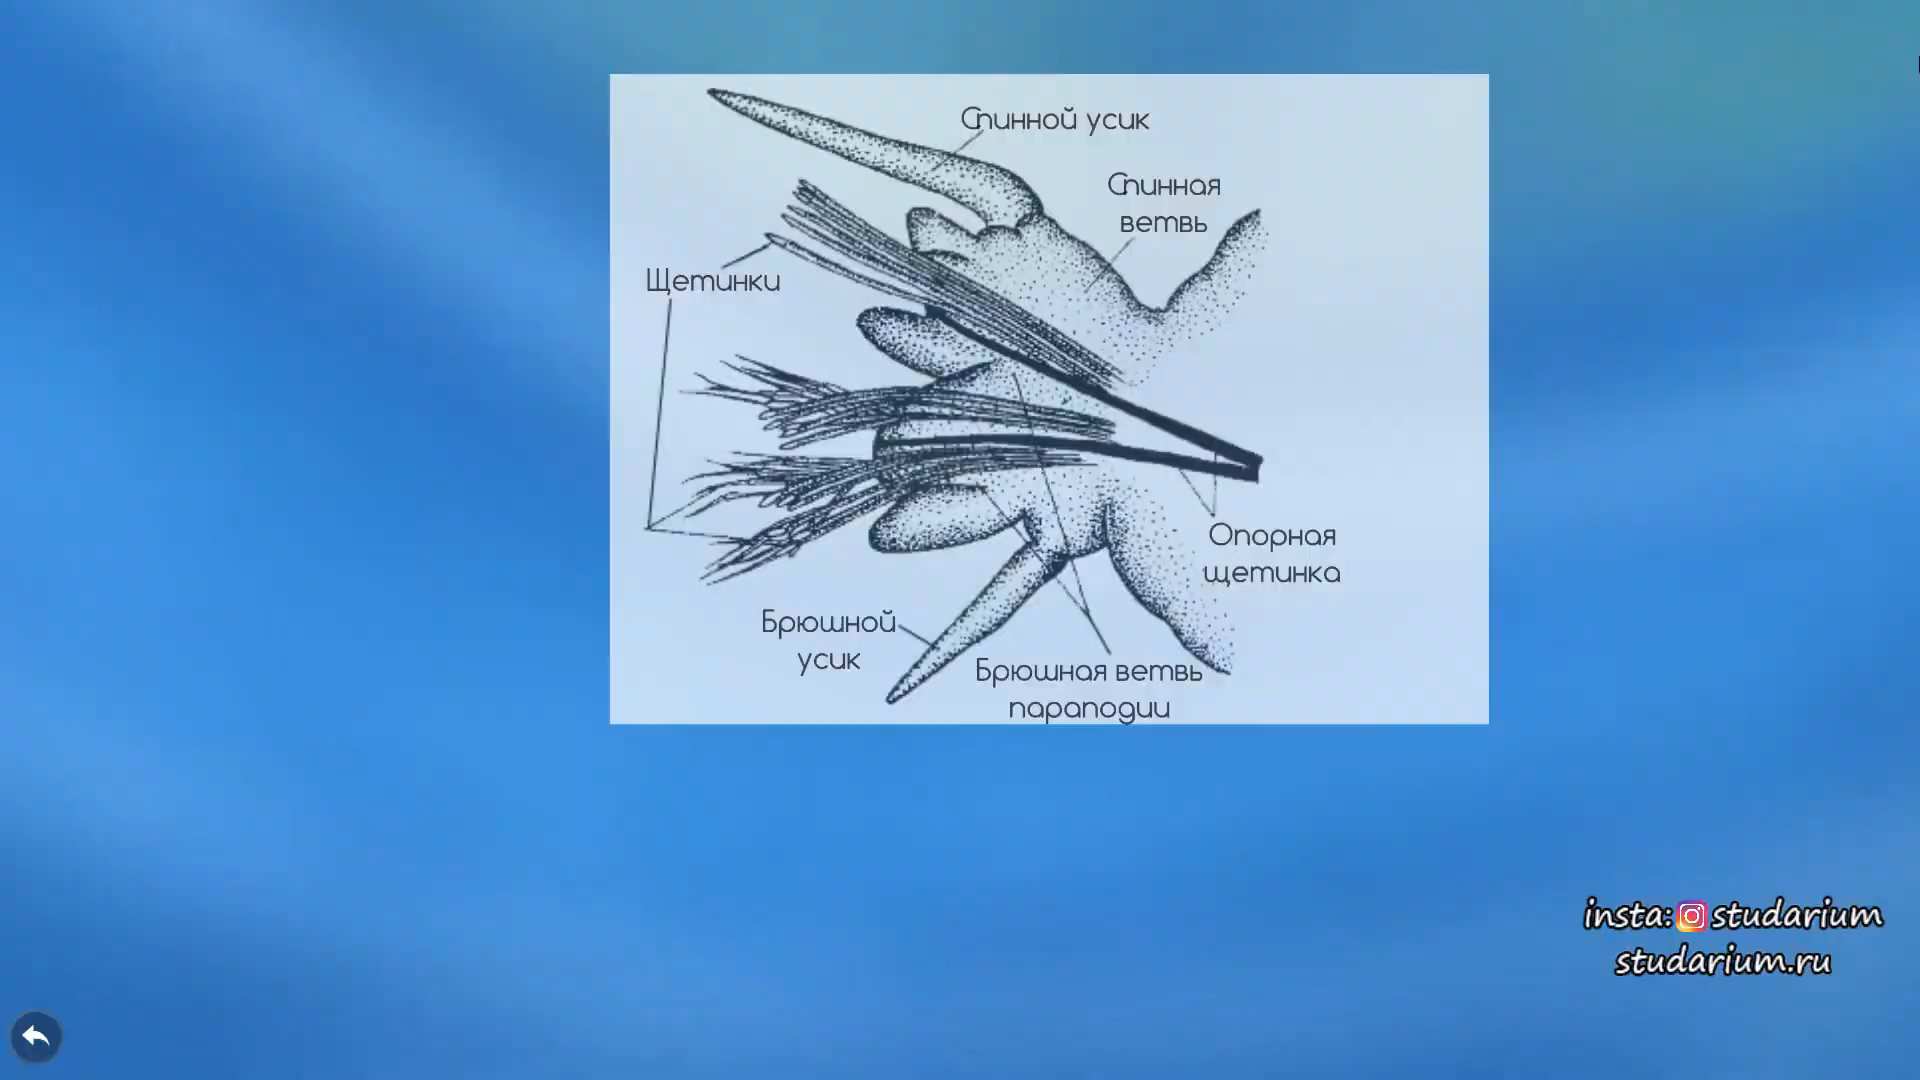 Спинной усик
Спинная
ветвь
Щетинки
Опорная
щетинка
Брюшной
усик
Брюшная ветвь
параподии
insta: studarium
studarium.ru